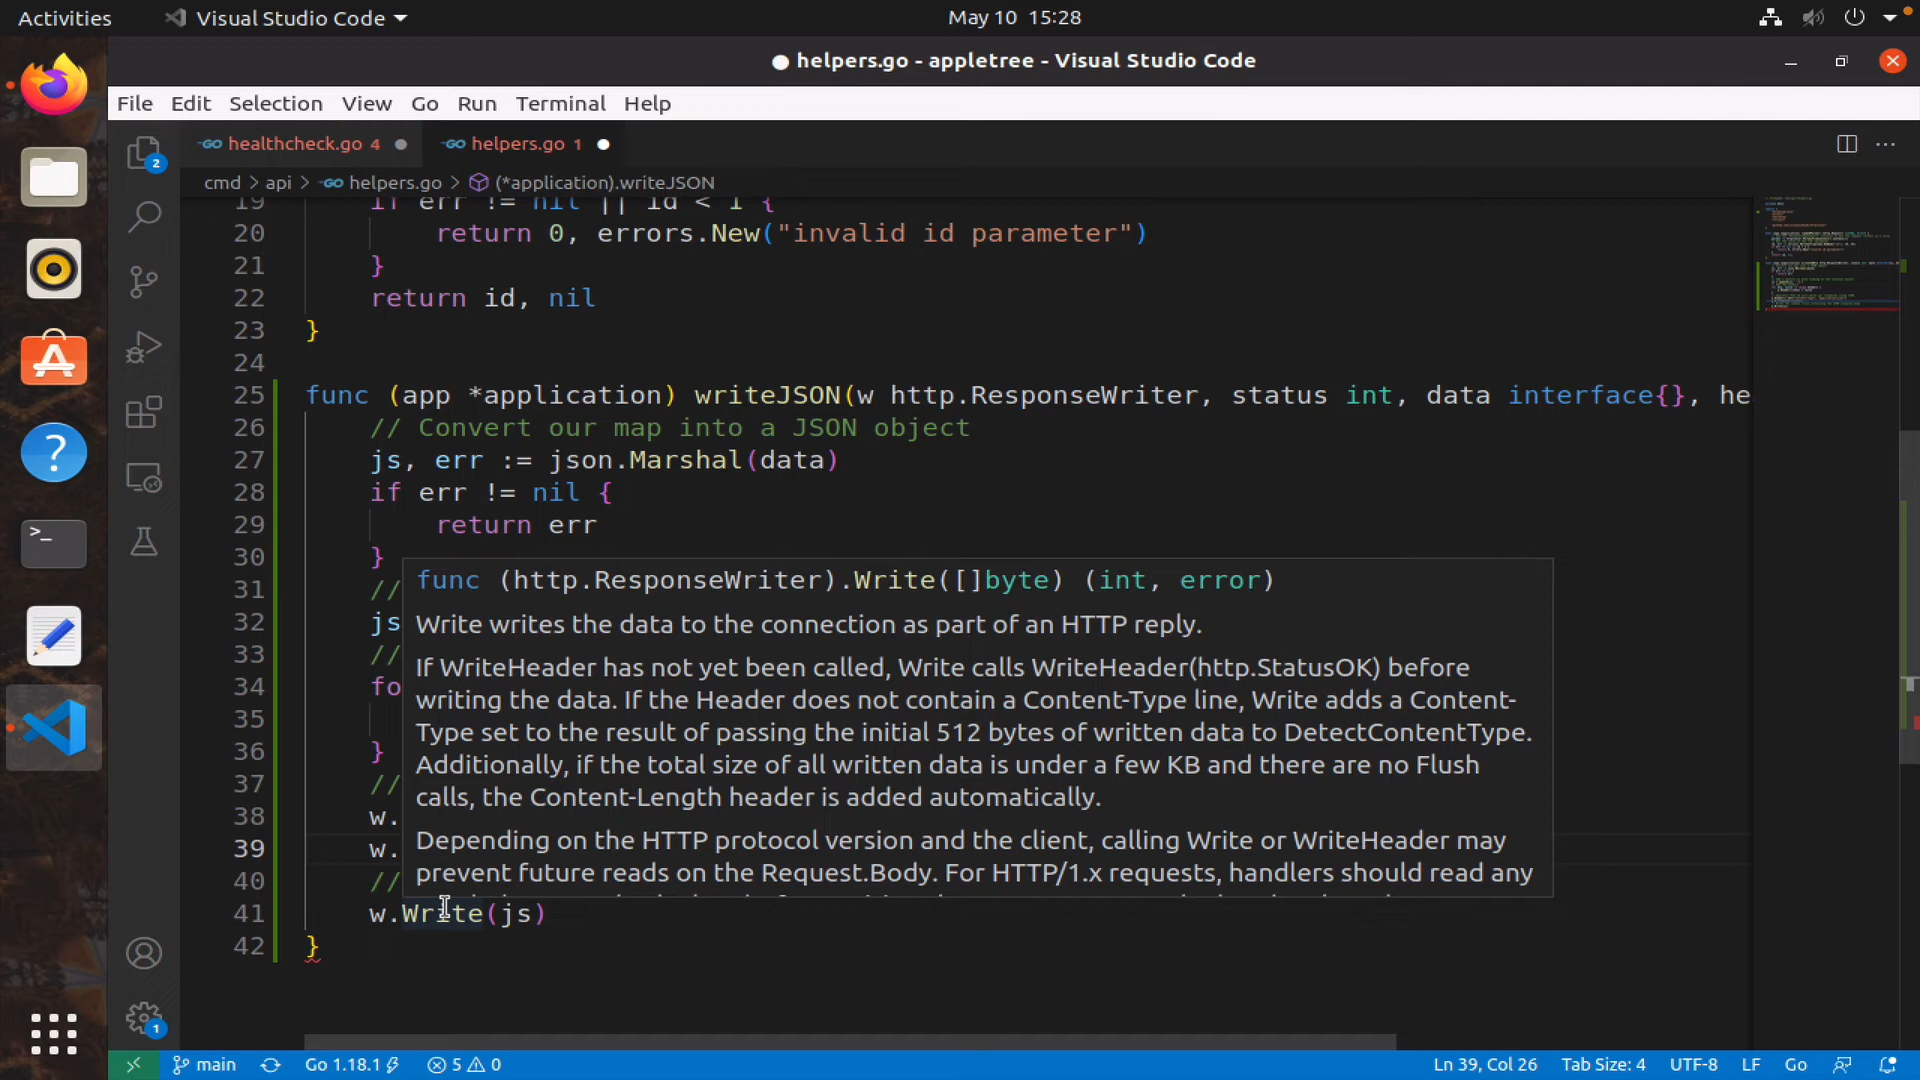 Activities
Visual Studio Code
May 10 15:28
helpers.go - appletree - Visual Studio Code
File Edit Selection View Go Run Terminal Help
healthcheck.go 4
helpers.go 1
cmd > api > helpers.go > (*application).writeJSON
19 if err != nil || id < 1 {
20 return 0, errors.New("invalid id parameter")
21 }
22 return id, nil
23 }
24
25 func (app *application) writeJSON(w http.ResponseWriter, status int, data interface{}, he
26 // Convert our map into a JSON object
27 js, err := json.Marshal(data)
28 if err != nil {
29 return err
30 }
func (http.ResponseWriter).Write([]byte) (int, error)
Write writes the data to the connection as part of an HTTP reply.
If WriteHeader has not yet been called, Write calls WriteHeader(http.StatusOK) before
writing the data. If the Header does not contain a Content-Type line, Write adds a Content-
Type set to the result of passing the initial 512 bytes of written data to DetectContentType.
Additionally, if the total size of all written data is under a few KB and there are no Flush
calls, the Content-Length header is added automatically.
Depending on the HTTP protocol version and the client, calling Write or WriteHeader may
prevent future reads on the Request.Body. For HTTP/1.x requests, handlers should read any
31 //
32 js
33 //
34 fo
35
36 }
37 //
38 w.
39 w.
40 //
41 w.Write(js)
42 }
2
1
main
Go 1.18.1
5 0
Ln 39, Col 26
Tab Size: 4
UTF-8
LF
Go